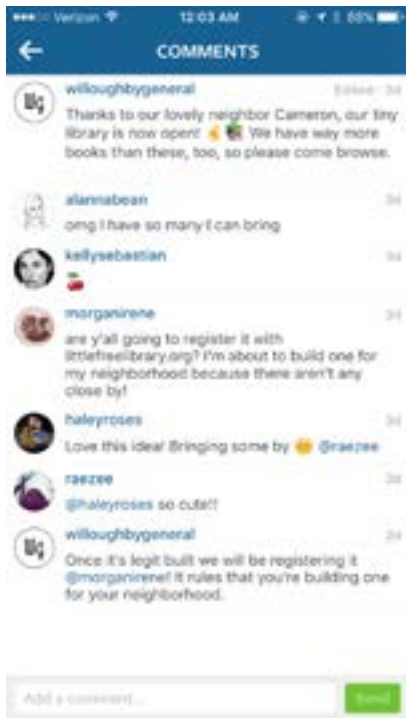 Verizon 12:03 AM 88%
COMMENTS
Wg
willoughbygeneral Edited · 3d
Thanks to our lovely neighbor Cameron, our tiny
library is now open! We have way more
books than these, too, so please come browse.
alannabean 3d
omg I have so many I can bring
kellysebastian 3d
🍒
morganirene 3d
are y'all going to register it with
littlefreelibrary.org? I'm about to build one for
my neighborhood because there aren't any
close by!
haleyroses 3d
Love this idea! Bringing some by @raezee
raezee 3d
@haleyroses so cute!!
Wg
willoughbygeneral 2d
Once it's legit built we will be registering it
@morganirene! It rules that you're building one
for your neighborhood.
Add a comment...
Send